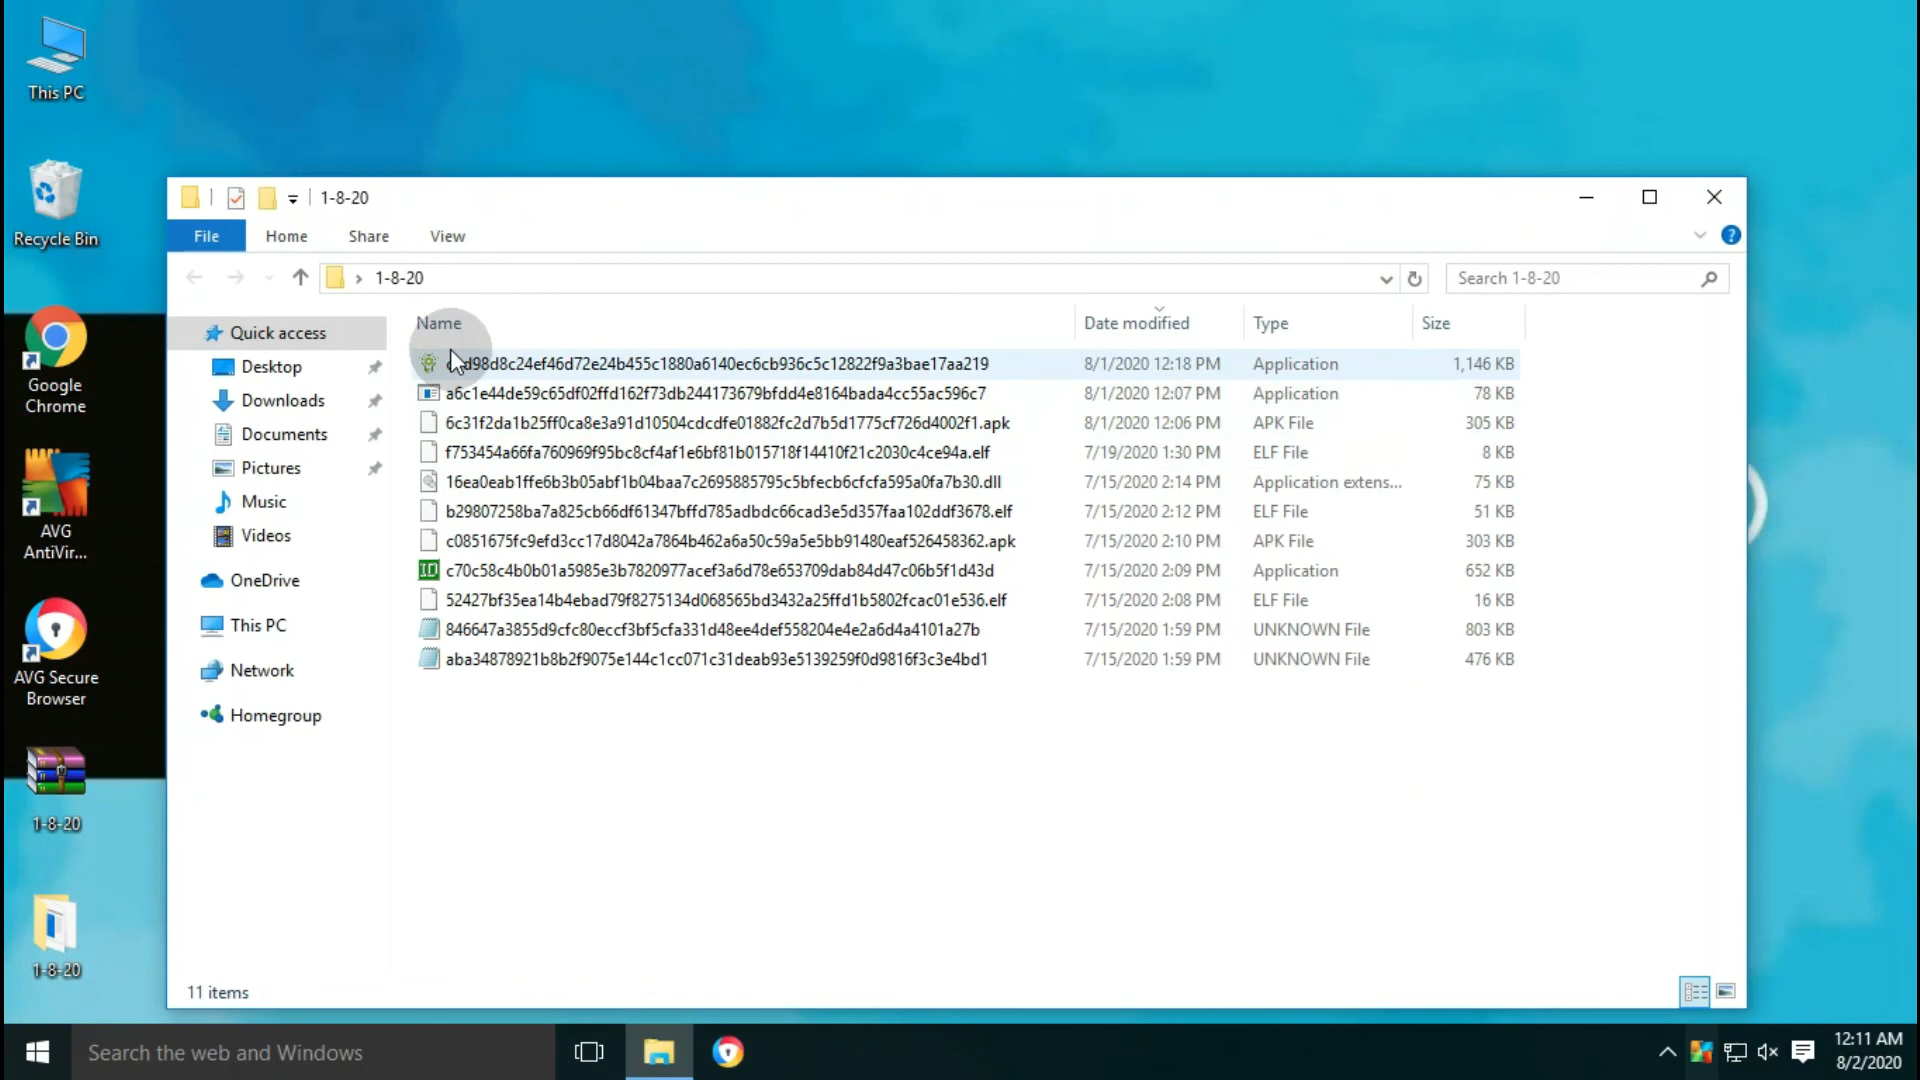 This PC
Recycle Bin
Google
Chrome
AVG
AntiVir...
AVG Secure
Browser
1-8-20
1-8-20
1-8-20
File Home Share View
1-8-20
Search 1-8-20
Quick access
Desktop
Downloads
Documents
Pictures
Music
Videos
OneDrive
This PC
Network
Homegroup
Name Date modified Type Size
8/1/2020 12:18 PM Application 1,146 KB
a6c1e44de59c65df02ffd162f73db244173679bfdd4e8164bada4cc55ac596c7 8/1/2020 12:07 PM Application 78 KB
6c31f2da1b25ff0ca8e3a91d10504cdcdfe01882fc2d7b5d1775cf726d4002f1.apk 8/1/2020 12:06 PM APK File 305 KB
f753454a66fa760969f95bc8cf4af1e6bf81b015718f14410f21c2030c4ce94a.elf 7/19/2020 1:30 PM ELF File 8 KB
16ea0eab1ffe6b3b05abf1b04baa7c2695885795c5bfecb6cfcfa595a0fa7b30.dll 7/15/2020 2:14 PM Application extens... 75 KB
b29807258ba7a825cb66df61347bffd785adbdc66cad3e5d357faa102ddf3678.elf 7/15/2020 2:12 PM ELF File 51 KB
c0851675fc9efd3cc17d8042a7864b462a6a50c59a5e5bb91480eaf526458362.apk 7/15/2020 2:10 PM APK File 303 KB
c70c58c4b0b01a5985e3b7820977acef3a6d78e653709dab84d47c06b5f1d43d 7/15/2020 2:09 PM Application 652 KB
52427bf35ea14b4ebad79f8275134d068565bd3432a25ffd1b5802fcac01e536.elf 7/15/2020 2:08 PM ELF File 16 KB
846647a3855d9cfc80eccf3bf5cfa331d48ee4def558204e4e2a6d4a4101a27b 7/15/2020 1:59 PM UNKNOWN File 803 KB
aba34878921b8b2f9075e144c1cc071c31deab93e5139259f0d9816f3c3e4bd1 7/15/2020 1:59 PM UNKNOWN File 476 KB
11 items
Search the web and Windows
12:11 AM
8/2/2020